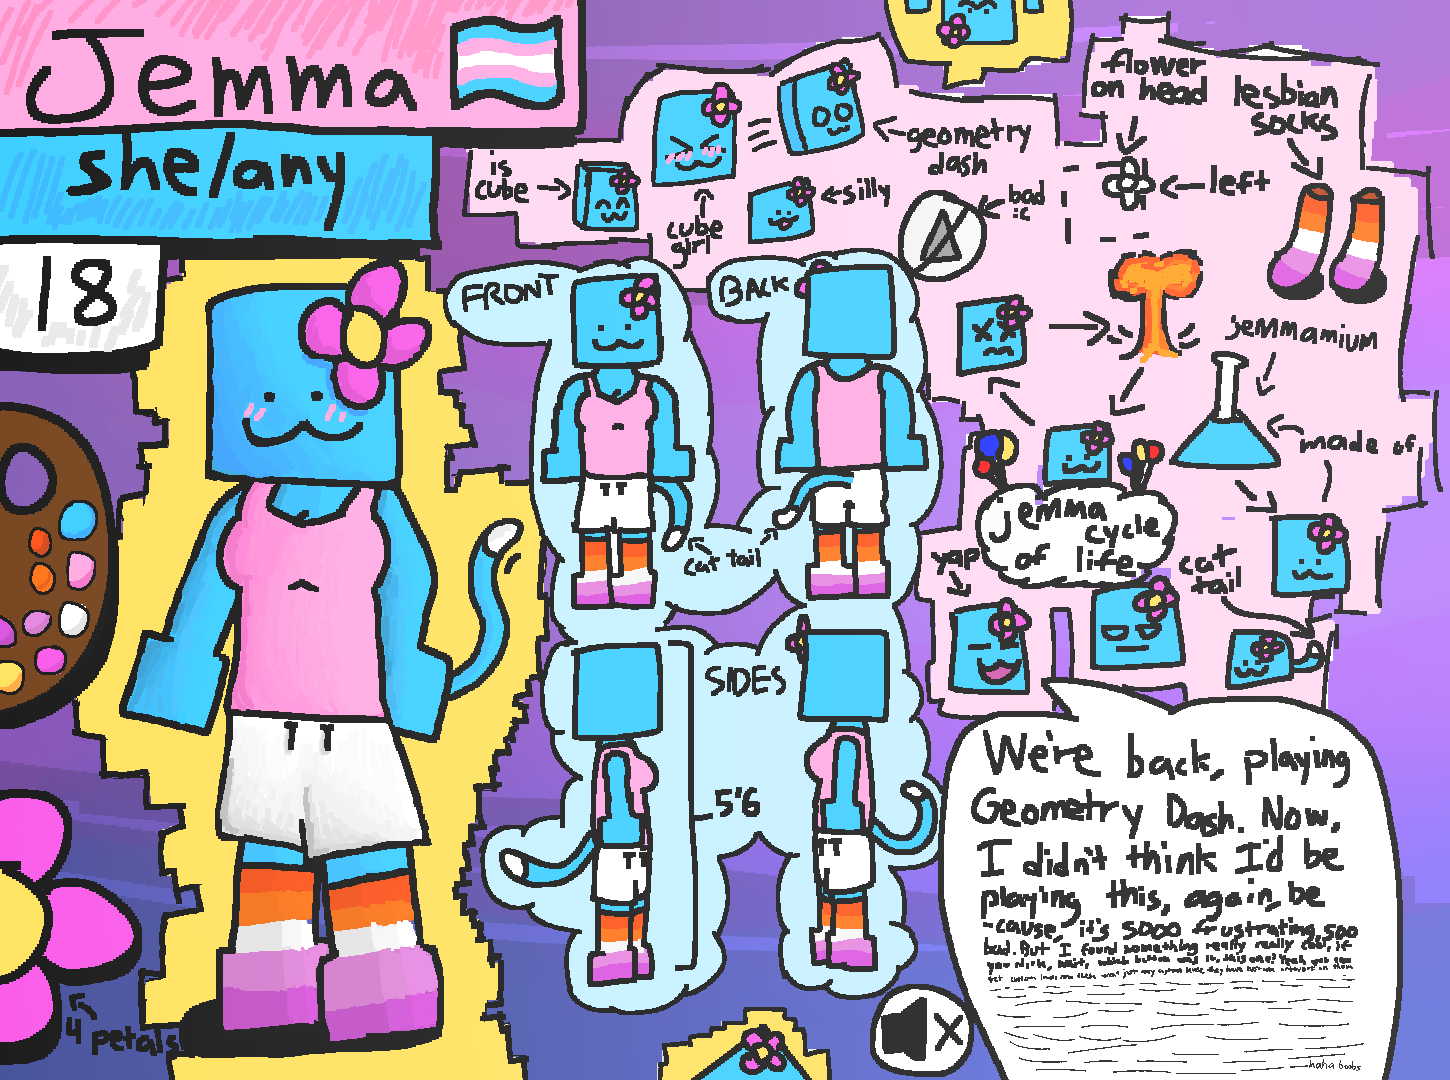 Jemma
she/any
18
is
cube
cube
girl
silly
geometry
dash
bad
ic
flower
on head
left
lesbian
socks
FRONT
BACK
cat tail
SIDES
5'6
4 petals
jemma
cycle
of life
jemmamium
made of
yap
cat
tail
We're back, playing
Geometry Dash. Now,
I didn't think I'd be
playing this, again, be
-cause, it's 5000 frustrating, 500
bad. But I found something really really cool, if
you click, wait, which button was it, this one? Yeah you can
haha boobs